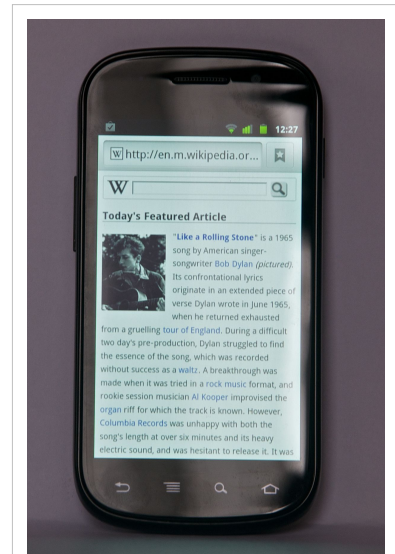 12:27
W http://en.m.wikipedia.or...
W
Today's Featured Article
"Like a Rolling Stone" is a 1965
song by American singer-
songwriter Bob Dylan (pictured).
Its confrontational lyrics
originate in an extended piece of
verse Dylan wrote in June 1965,
when he returned exhausted
from a gruelling tour of England. During a difficult
two day's pre-production, Dylan struggled to find
the essence of the song, which was recorded
without success as a waltz. A breakthrough was
made when it was tried in a rock music format, and
rookie session musician Al Kooper improvised the
organ riff for which the track is known. However,
Columbia Records was unhappy with both the
song's length at over six minutes and its heavy
electric sound, and was hesitant to release it. It was